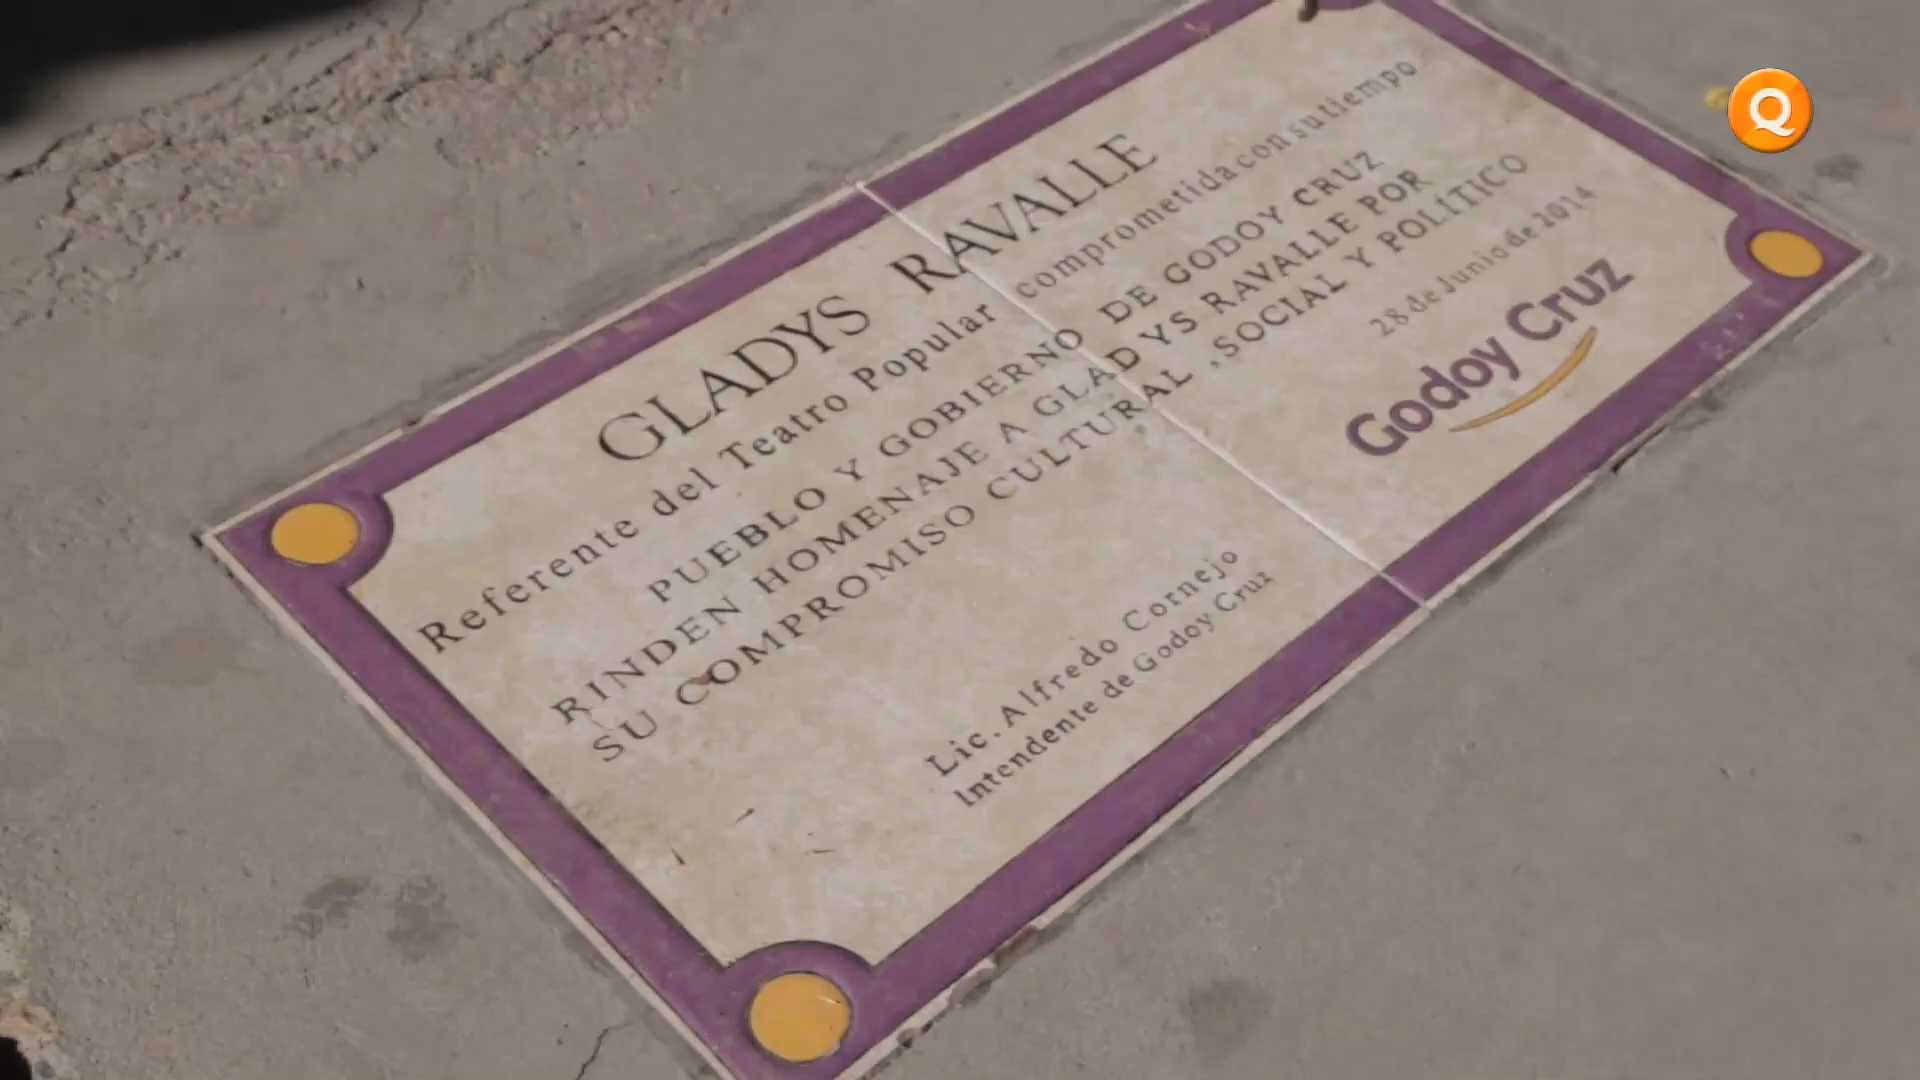 GLADYS RAVALLE
Referente del Teatro Popular comprometida con su tiempo
PUEBLO Y GOBIERNO DE GODOY CRUZ
RINDEN HOMENAJE A GLADYS RAVALLE POR
SU COMPROMISO CULTURAL ,SOCIAL Y POLÍTICO
28 de Junio de 2014
Godoy Cruz
Lic. Alfredo Cornejo
Intendente de Godoy Cruz
Q